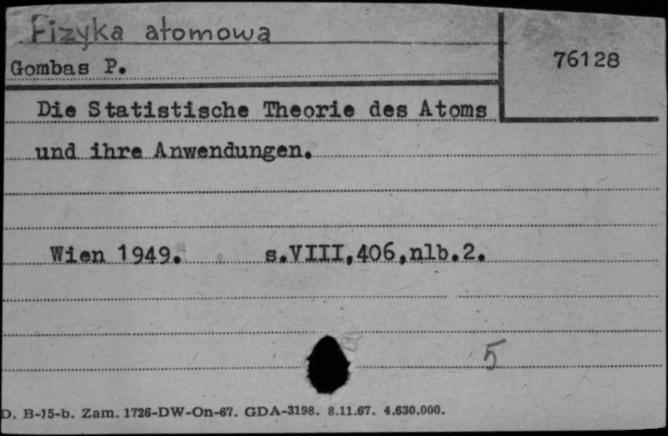 Fizyka atomowa
Gombas P.
76128
Die Statistische Theorie des Atoms
und ihre Anwendungen.
Wien 1949. s.VIII,406,nlb.2.
5
D. B-15-b. Zam. 1726-DW-On-67. GDA-3198. 8.11.67. 4.630.000.